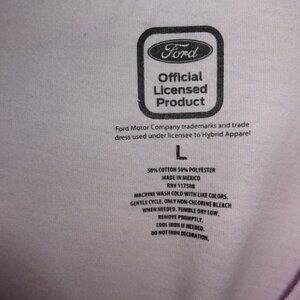 Ford
Official
Licensed
Product
Ford Motor Company trademarks and trade
dress used under licensee to Hybrid Apparel
L
50% COTTON 50% POLYESTER
MADE IN MEXICO
RN# 117508
MACHINE WASH COLD WITH LIKE COLORS.
GENTLE CYCLE, ONLY NON-CHLORINE BLEACH
WHEN NEEDED. TUMBLE DRY LOW.
REMOVE PROMPTLY.
COOL IRON IF NEEDED.
DO NOT IRON DECORATION.